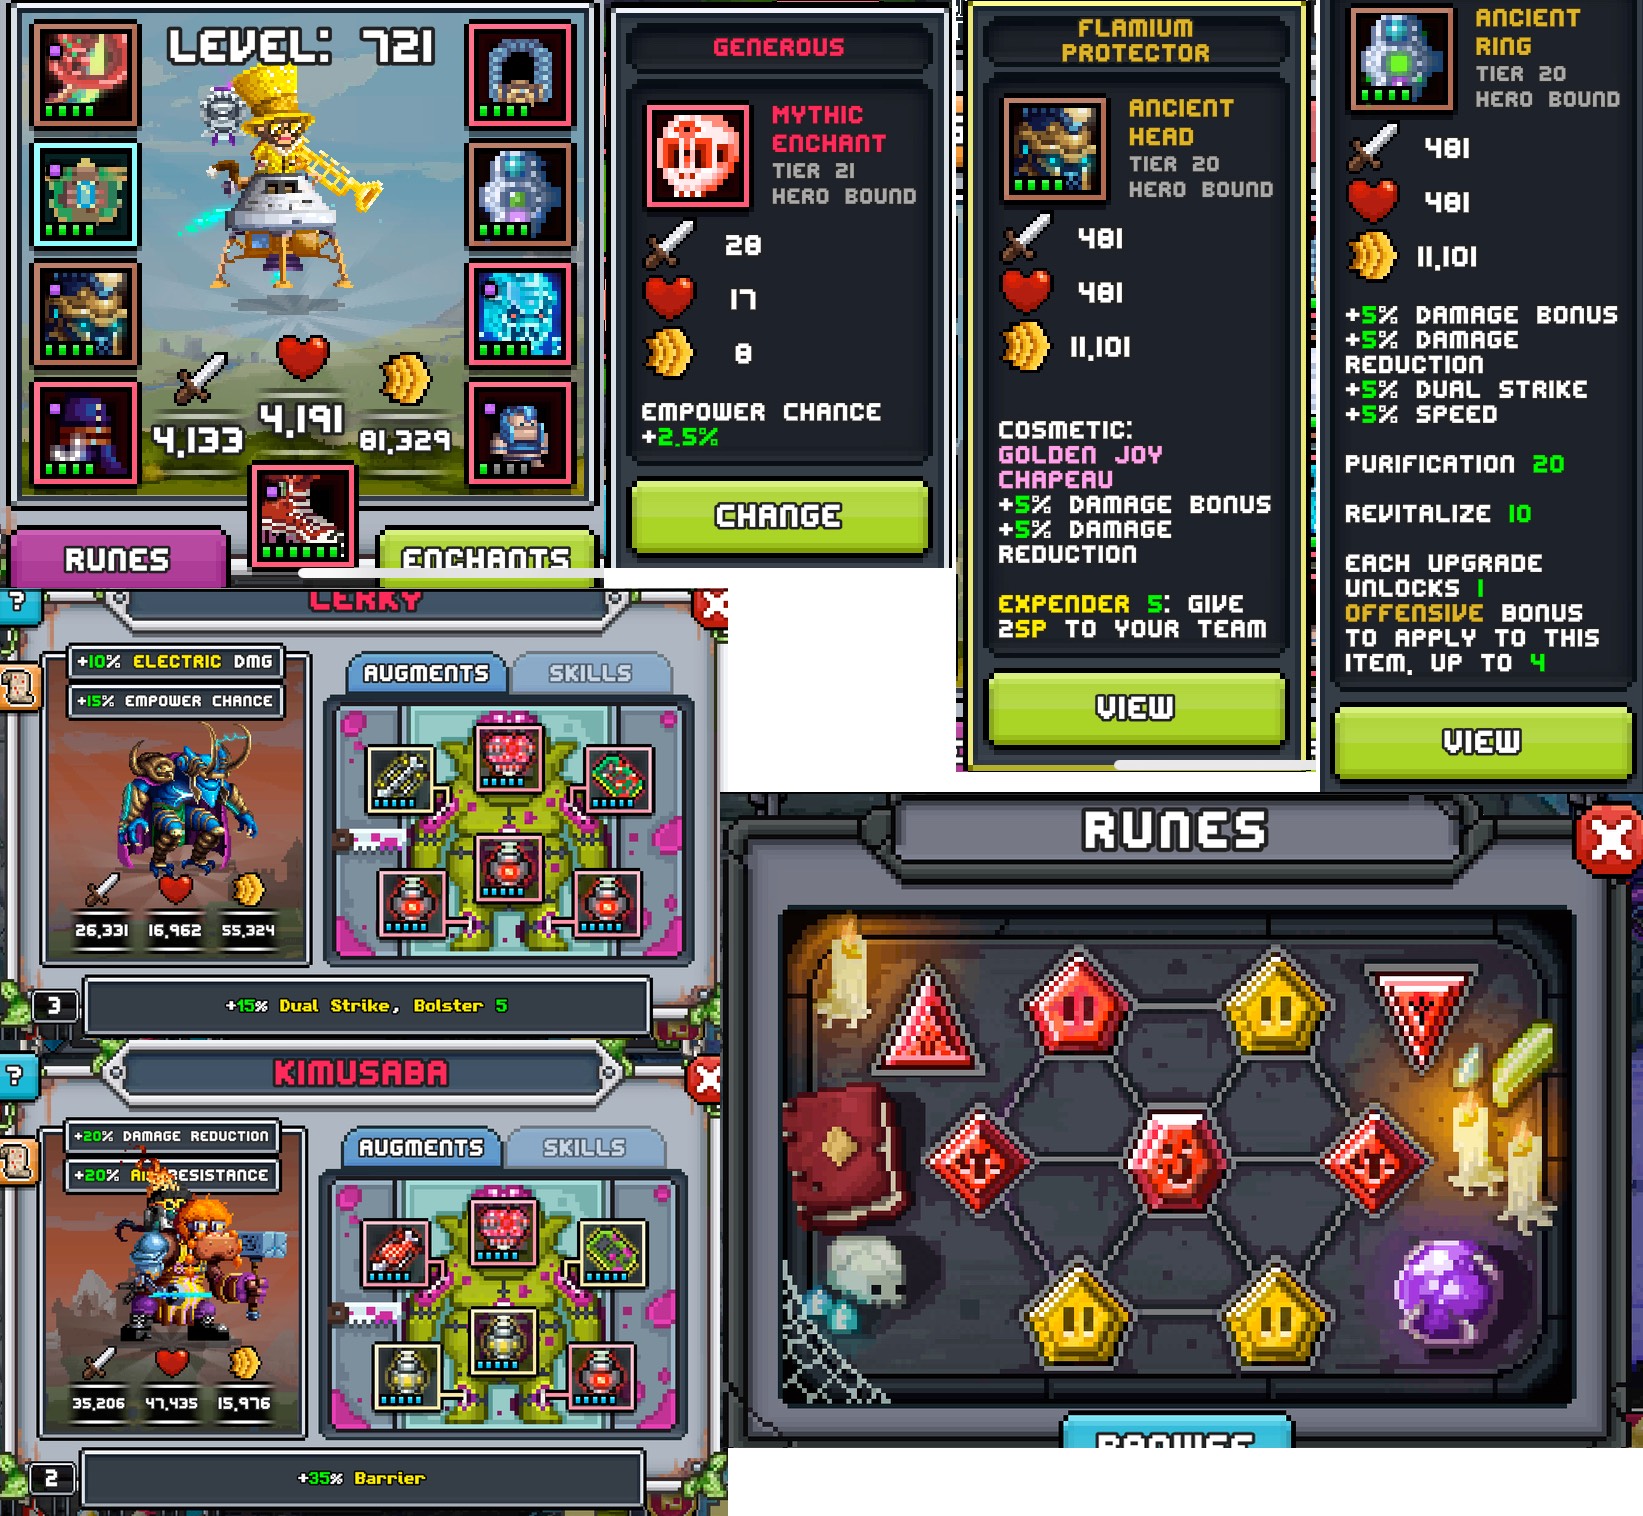 LEVEL: 721
4,133
4,191
81,329
RUNES
ENCHANTS
GENEROUS
MYTHIC
ENCHANT
TIER 21
HERO BOUND
28
17
8
EMPOWER CHANCE
+2.5%
CHANGE
FLAMIUM
PROTECTOR
ANCIENT
HEAD
TIER 20
HERO BOUND
481
481
11,101
COSMETIC:
GOLDEN JOY
CHAPEAU
+5% DAMAGE BONUS
+5% DAMAGE
REDUCTION
EXPENDER 5: GIVE
2SP TO YOUR TEAM
VIEW
ANCIENT
RING
TIER 20
HERO BOUND
481
481
11,101
+5% DAMAGE BONUS
+5% DAMAGE
REDUCTION
+5% DUAL STRIKE
+5% SPEED
PURIFICATION 20
REVITALIZE 10
EACH UPGRADE
UNLOCKS 1
OFFENSIVE BONUS
TO APPLY TO THIS
ITEM, UP TO 4
VIEW
?
LERKY
X
+10% ELECTRIC DMG
+15% EMPOWER CHANCE
AUGMENTS
SKILLS
26,331
16,962
55,324
3
+15% Dual Strike, Bolster 5
?
KIMUSABA
X
+20% DAMAGE REDUCTION
+20% RESISTANCE
AUGMENTS
SKILLS
35,206
47,435
15,976
2
+35% Barrier
RUNES
X